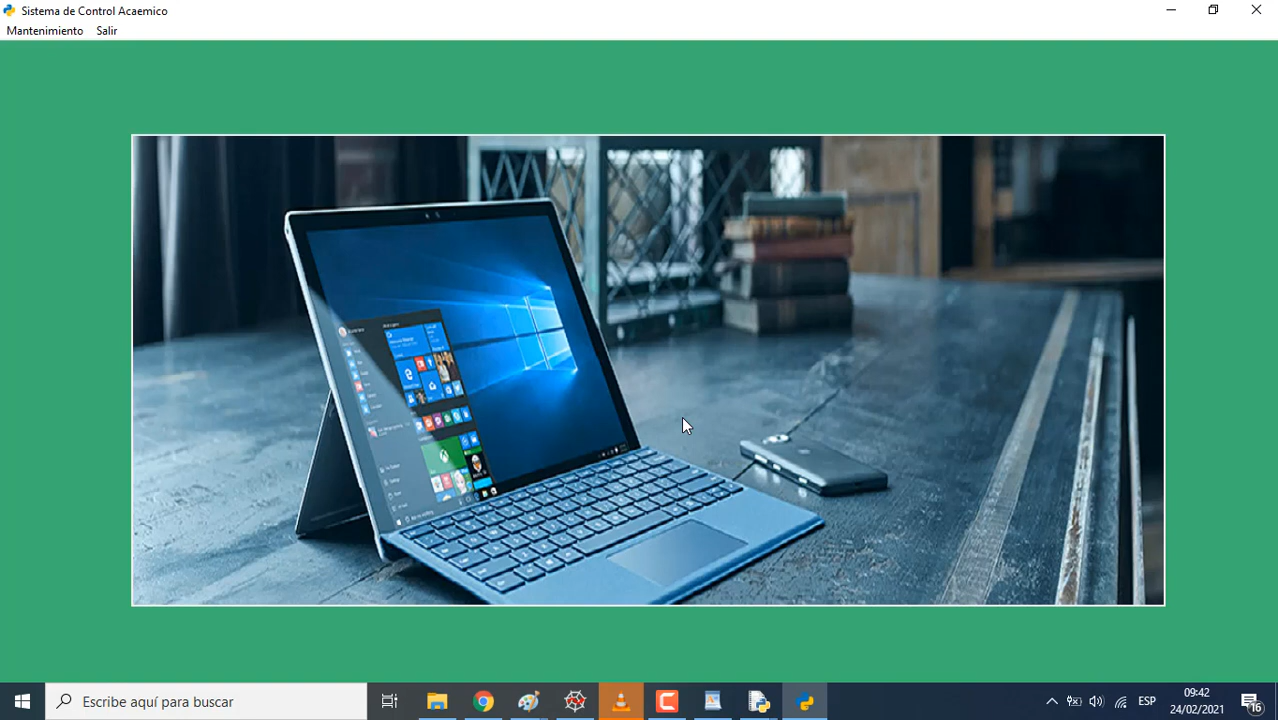 Sistema de Control Acaemico
Mantenimiento Salir
Escribe aquí para buscar
ESP
09:42
24/02/2021
16